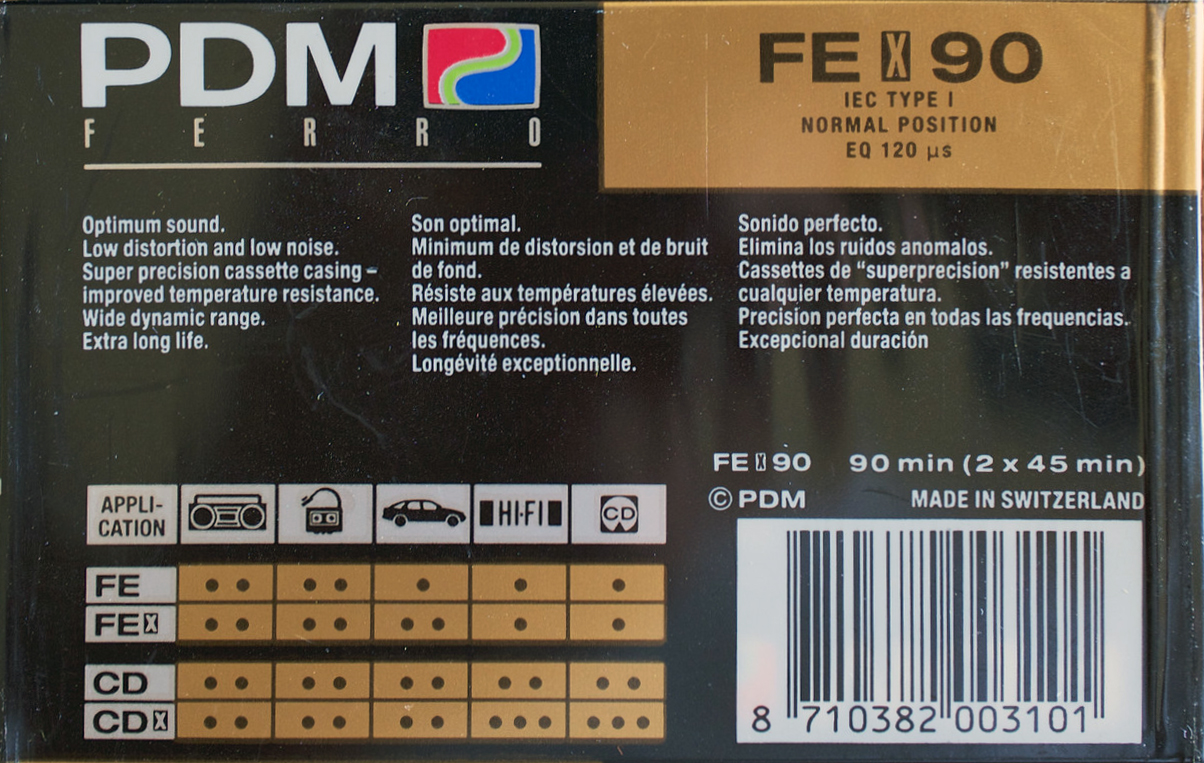 PDM
FERRO
FE X 90
IEC TYPE I
NORMAL POSITION
EQ 120 µs
Optimum sound.
Low distortion and low noise.
Super precision cassette casing –
improved temperature resistance.
Wide dynamic range.
Extra long life.
Son optimal.
Minimum de distorsion et de bruit
de fond.
Résiste aux températures élevées.
Meilleure précision dans toutes
les fréquences.
Longévité exceptionnelle.
Sonido perfecto.
Elimina los ruidos anomalos.
Cassettes de “superprecision” resistentes a
cualquier temperatura.
Precision perfecta en todas las frequencias.
Excepcional duración
FE X 90 90 min (2 x 45 min)
© PDM MADE IN SWITZERLAND
APPLI-
CATION
HI-FI
CD
FE
FE X
CD
CD X
8 710382 003101